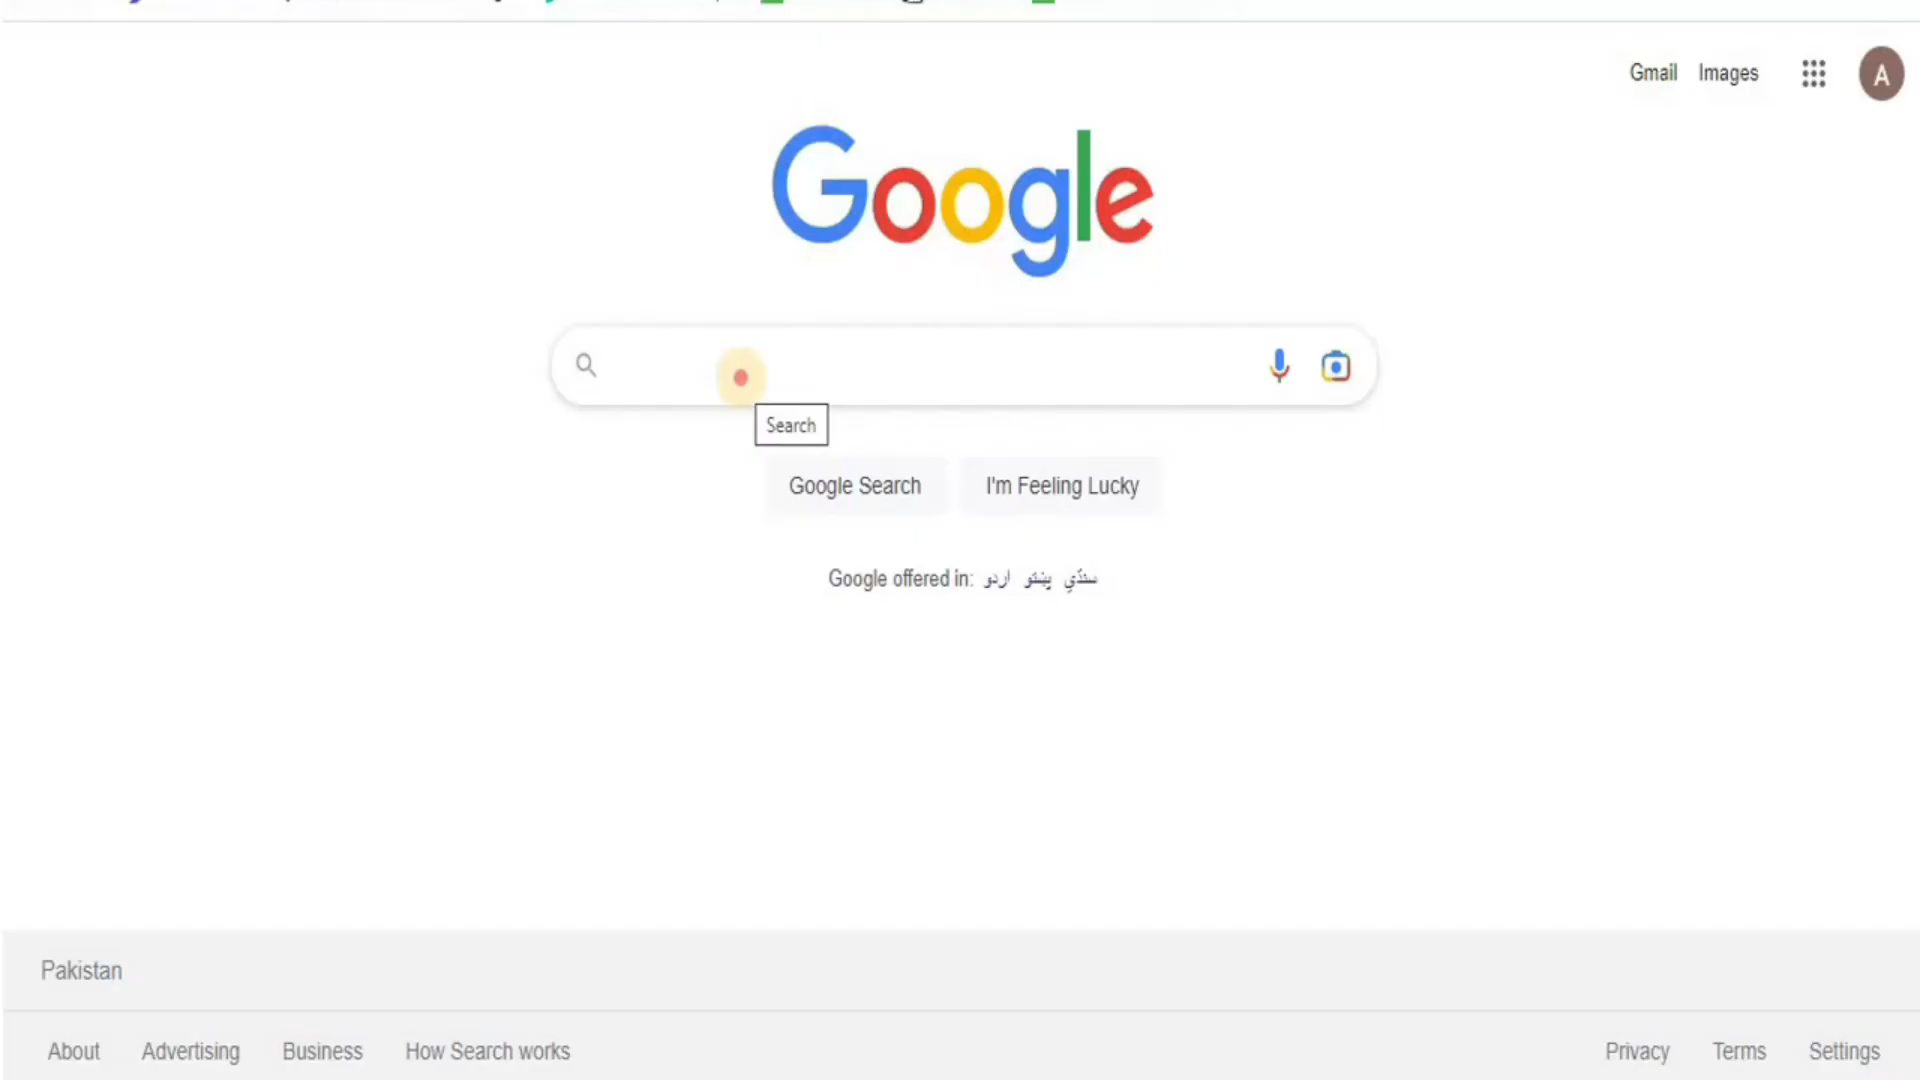 Gmail Images
A
Google
Search
Google Search I'm Feeling Lucky
Google offered in: اردو پښتو سنڌي
Pakistan
About Advertising Business How Search works Privacy Terms Settings